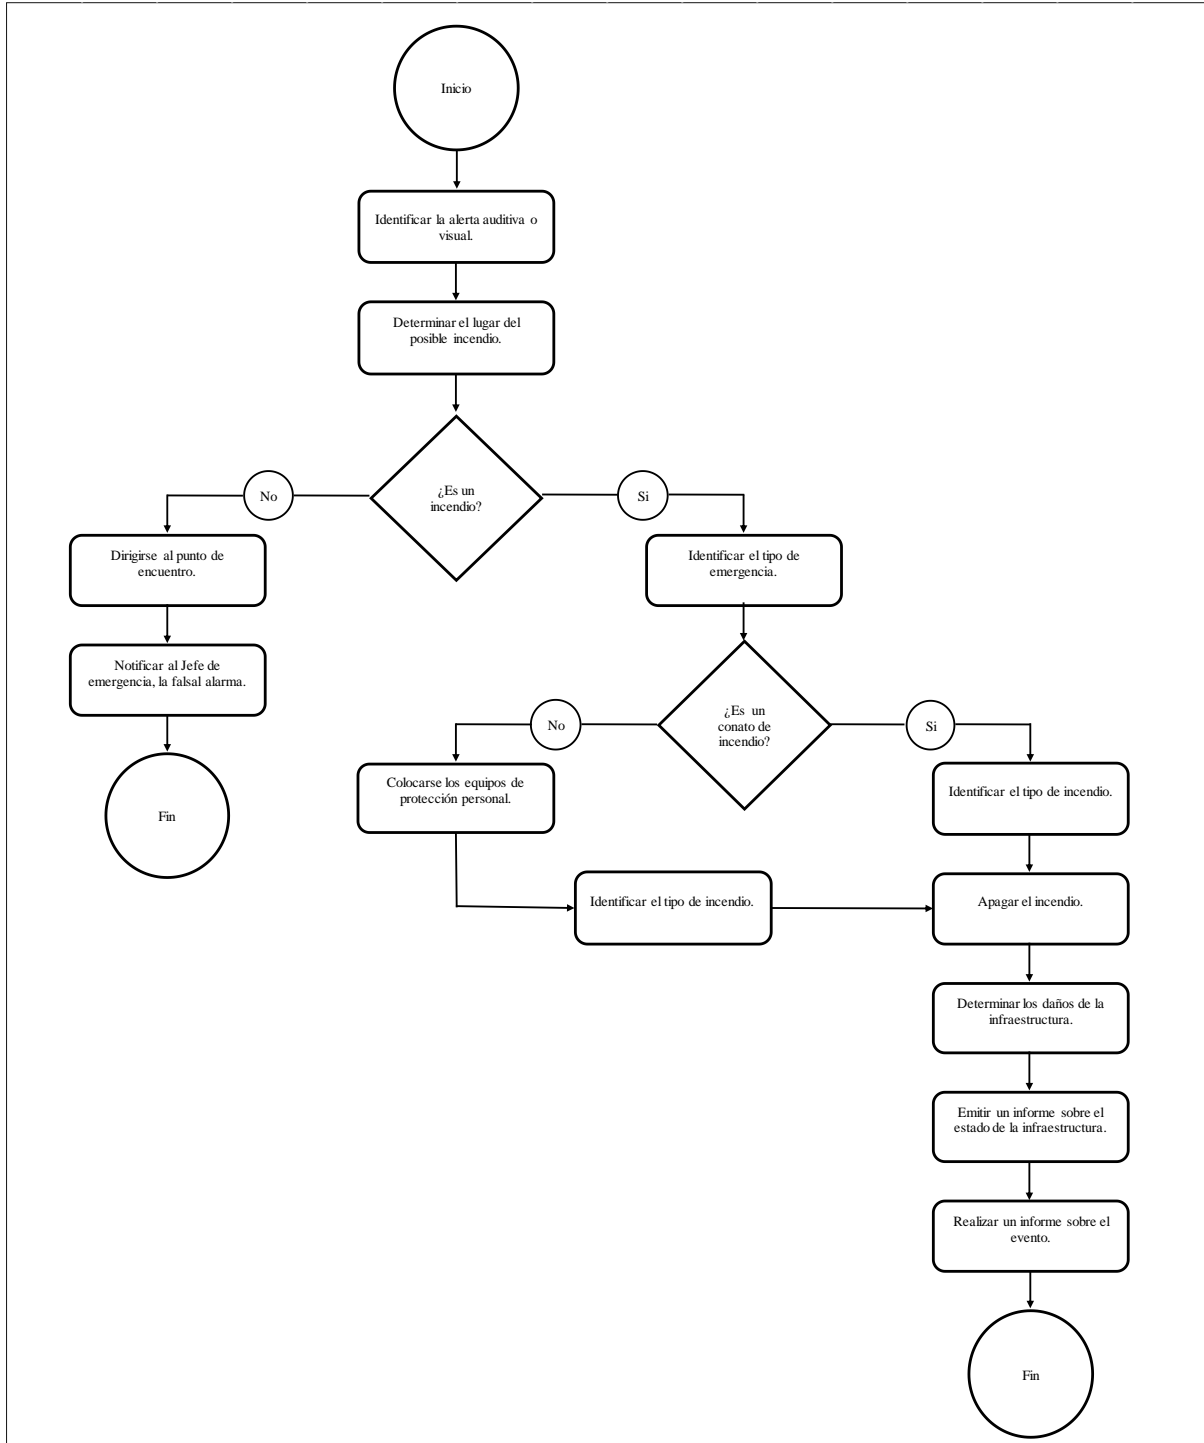 Inicio
Identificar la alerta auditiva o
visual.
Determinar el lugar del
posible incendio.
¿Es un
incendio?
No
Si
Dirigirse al punto de
encuentro.
Identificar el tipo de
emergencia.
Notificar al Jefe de
emergencia, la falsal alarma.
¿Es un
conato de
incendio?
No
Si
Fin
Colocarse los equipos de
protección personal.
Identificar el tipo de incendio.
Identificar el tipo de incendio.
Apagar el incendio.
Determinar los daños de la
infraestructura.
Emitir un informe sobre el
estado de la infraestructura.
Realizar un informe sobre el
evento.
Fin